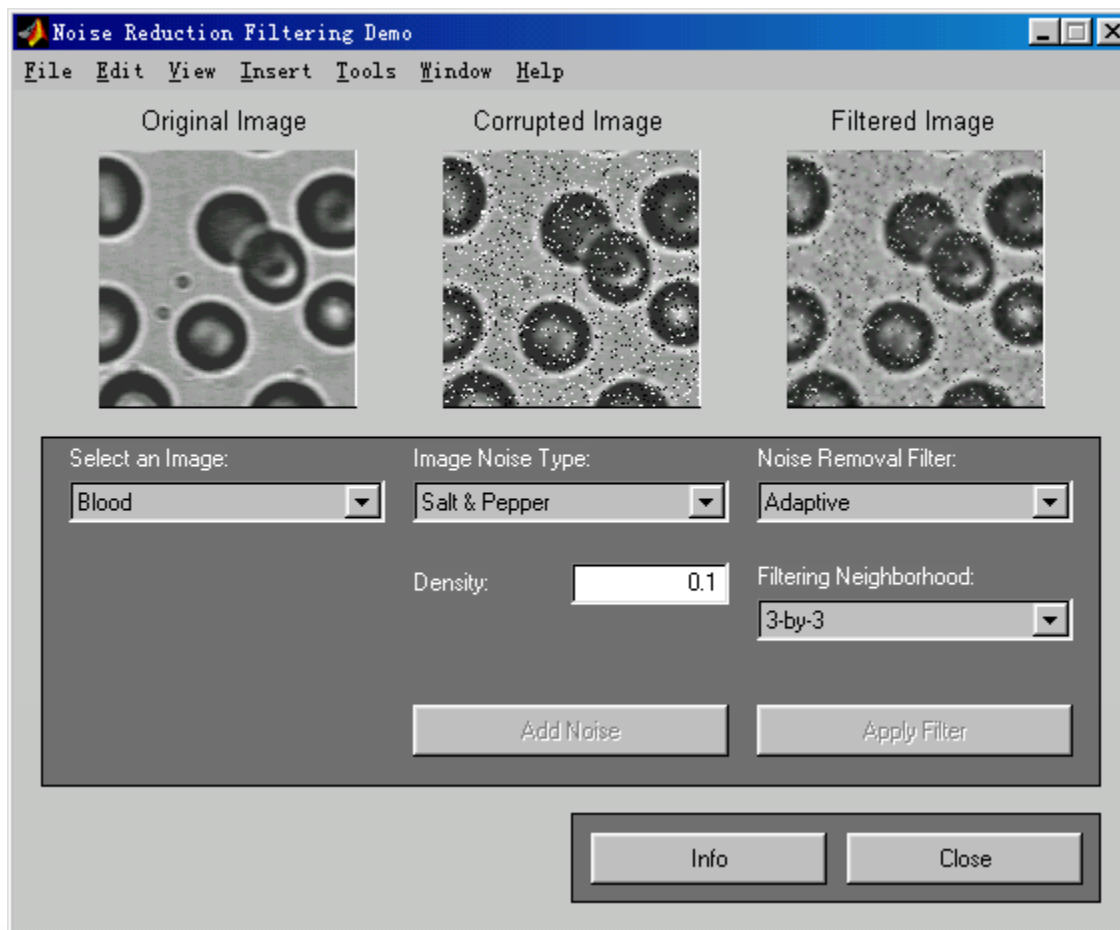 Noise Reduction Filtering Demo
File Edit View Insert Tools Window Help
Original Image
Corrupted Image
Filtered Image
Select an Image:
Image Noise Type:
Noise Removal Filter:
Blood
Salt & Pepper
Adaptive
Density:
0.1
Filtering Neighborhood:
3-by-3
Add Noise
Apply Filter
Info
Close